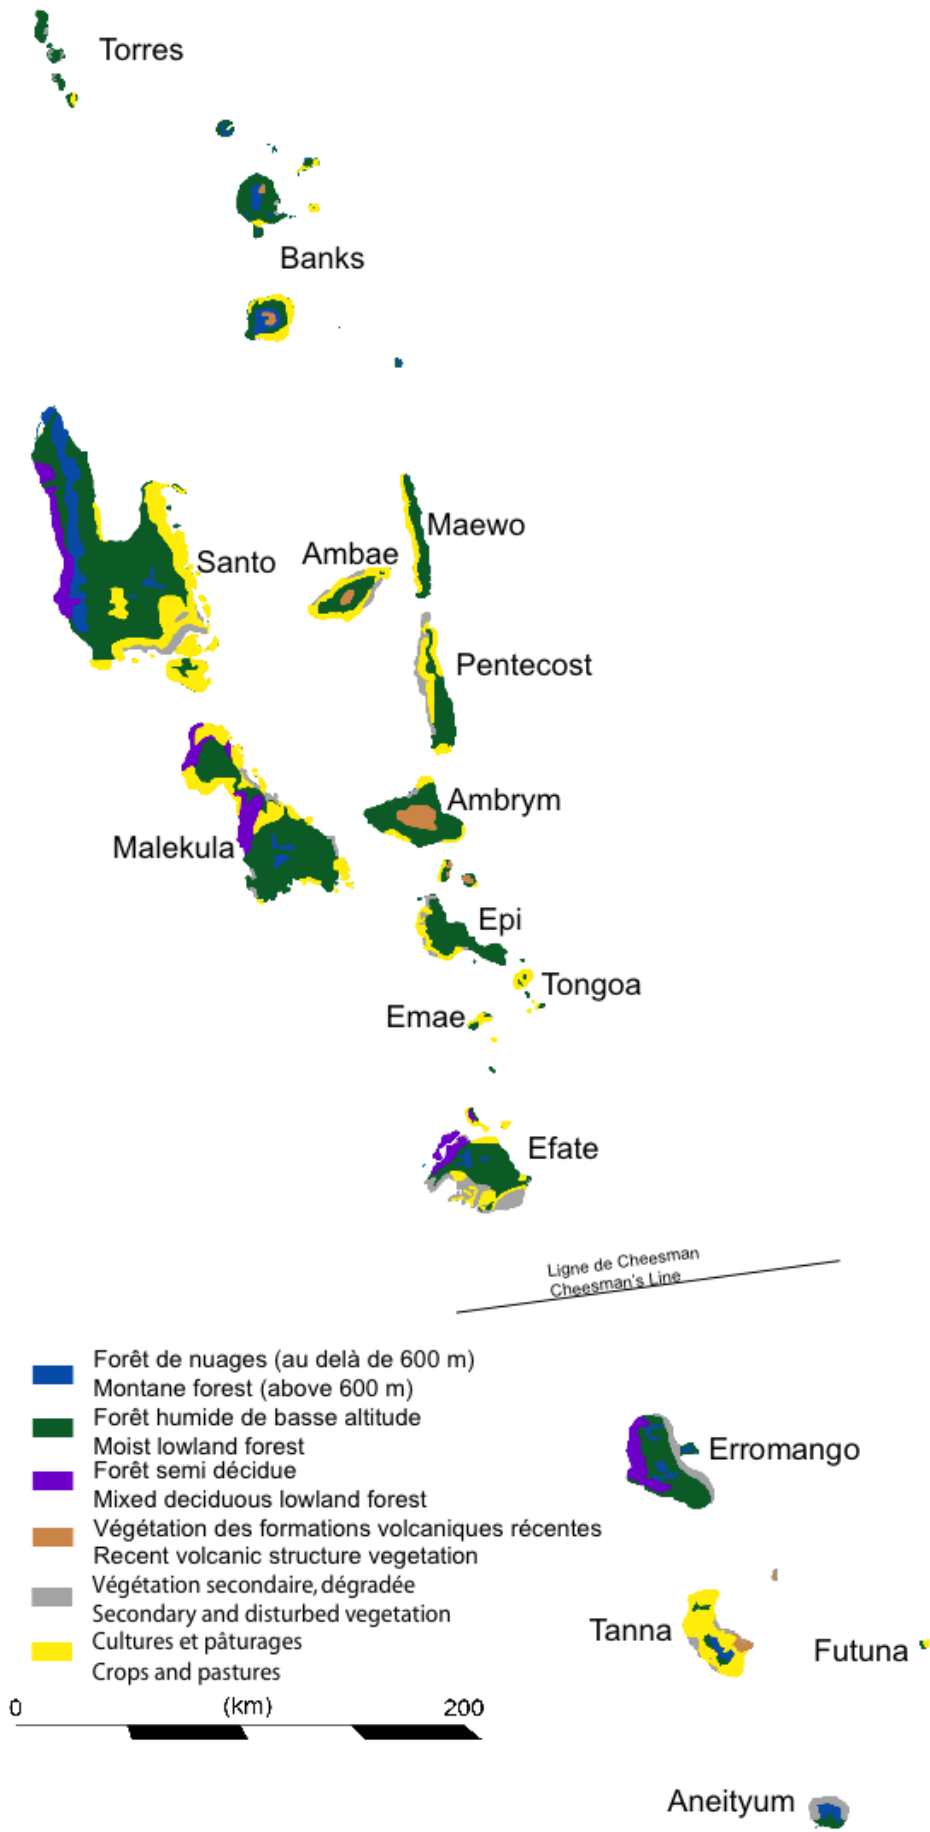 Torres
Banks
Maewo
Ambae
Santo
Pentecost
Ambrym
Malekula
Epi
Tongoa
Emae
Efate
Ligne de Cheesman
Cheesman's Line
Forêt de nuages (au delà de 600 m)
Montane forest (above 600 m)
Forêt humide de basse altitude
Moist lowland forest
Forêt semi décidue
Mixed deciduous lowland forest
Végétation des formations volcaniques récentes
Recent volcanic structure vegetation
Végétation secondaire, dégradée
Secondary and disturbed vegetation
Cultures et pâturages
Crops and pastures
0 (km) 200
Erromango
Tanna
Futuna
Aneityum